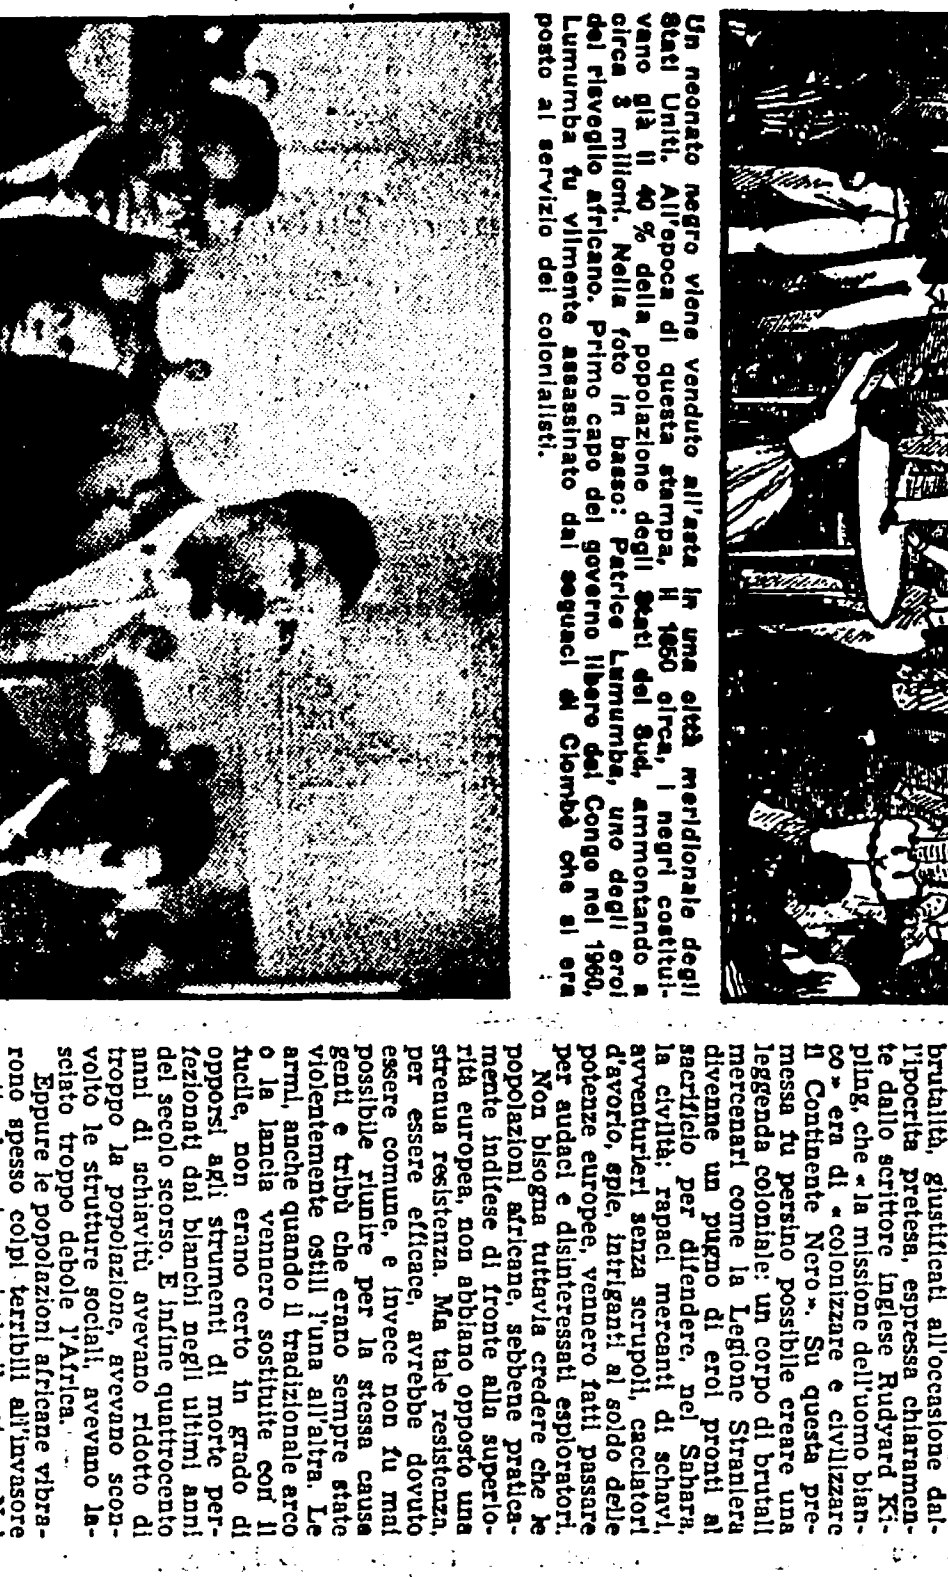 Un neonato negro viene venduto all'asta in una città meridionale degli
Stati Uniti. All'epoca di questa stampa, il 1850 circa, i negri costitui-
vano già il 40 % della popolazione degli Stati del Sud, ammontando a
circa 3 milioni. Nella foto in basso: Patrice Lumumba, uno degli eroi
del risveglio africano. Primo capo del governo libero del Congo nel 1960,
Lumumba fu vilmente assassinato dai seguaci di Ciombè che si era
posto al servizio dei colonialisti.
brutalità, giustificati all'occasione dal-
l'ipocrita pretesa, espressa chiaramen-
te dallo scrittore inglese Rudyard Ki-
pling, che « la missione dell'uomo bian-
co » era di « colonizzare e civilizzare
il Continente Nero ». Su questa pre-
messa fu persino possibile creare una
leggenda coloniale: un corpo di brutali
mercenari come la Legione Straniera
divenne un pugno di eroi pronti al
sacrificio per difendere, nel Sahara,
la civiltà; rapaci mercanti di schiavi,
avventurieri senza scrupoli, cacciatori
d'avorio, spie, intriganti al soldo delle
potenze europee, vennero fatti passare
per audaci e disinteressati esploratori.
Non bisogna tuttavia credere che le
popolazioni africane, sebbene pratica-
mente indifese di fronte alla superio-
rità europea, non abbiano opposto una
strenua resistenza. Ma tale resistenza,
per essere efficace, avrebbe dovuto
essere comune, e invece non fu mai
possibile riunire per la stessa causa
genti e tribù che erano sempre state
violentemente ostili l'una all'altra. Le
armi, anche quando il tradizionale arco
o la lancia vennero sostituite con il
fucile, non erano certo in grado di
opporsi agli strumenti di morte per-
fezionati dai bianchi negli ultimi anni
del secolo scorso. E infine quattrocento
anni di schiavitù avevano ridotto di
troppo la popolazione, avevano scon-
volto le strutture sociali, avevano la-
sciato troppo debole l'Africa.
Eppure le popolazioni africane vibra-
rono spesso colpi terribili all'invasore